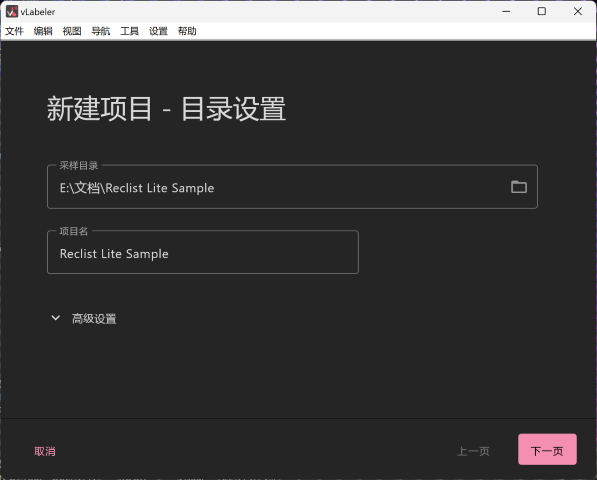 vLabeler
文件 编辑 视图 导航 工具 设置 帮助
新建项目 - 目录设置
采样目录
E:\文档\Reclist Lite Sample
项目名
Reclist Lite Sample
高级设置
取消 上一页 下一页